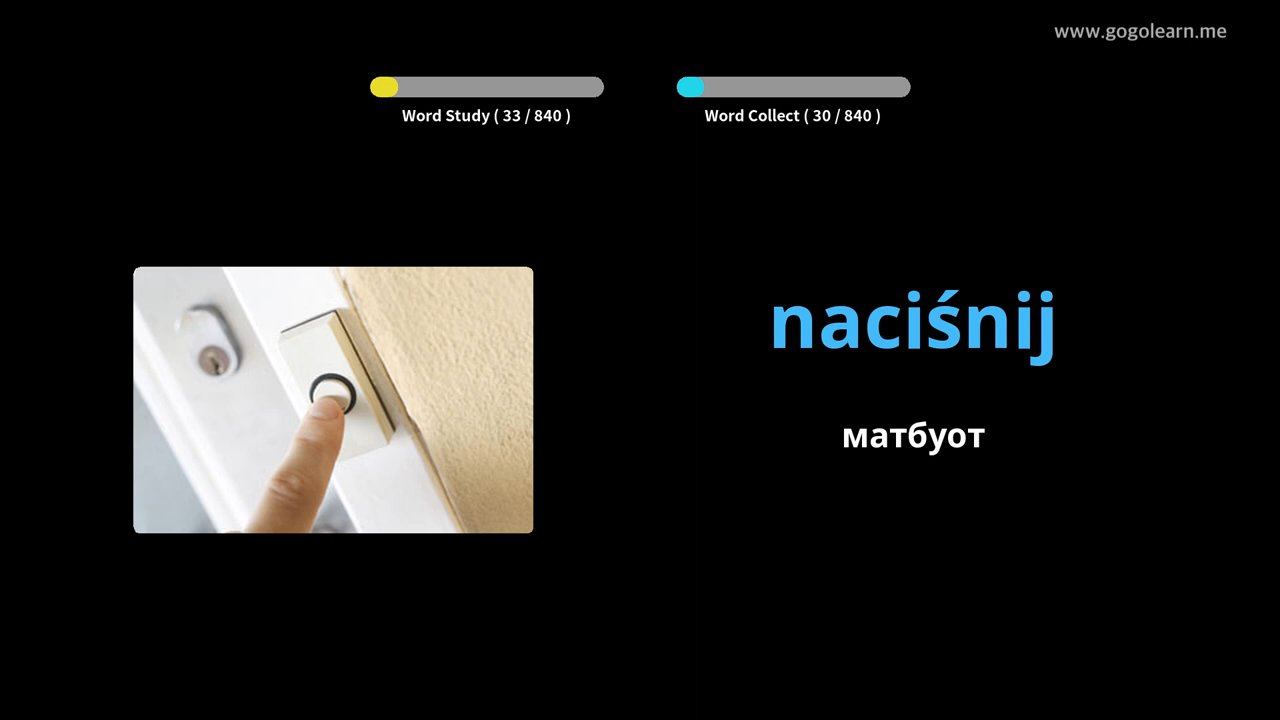 www.gogolearn.me
Word Study ( 33 / 840 )
Word Collect ( 30 / 840 )
naciśnij
матбуот